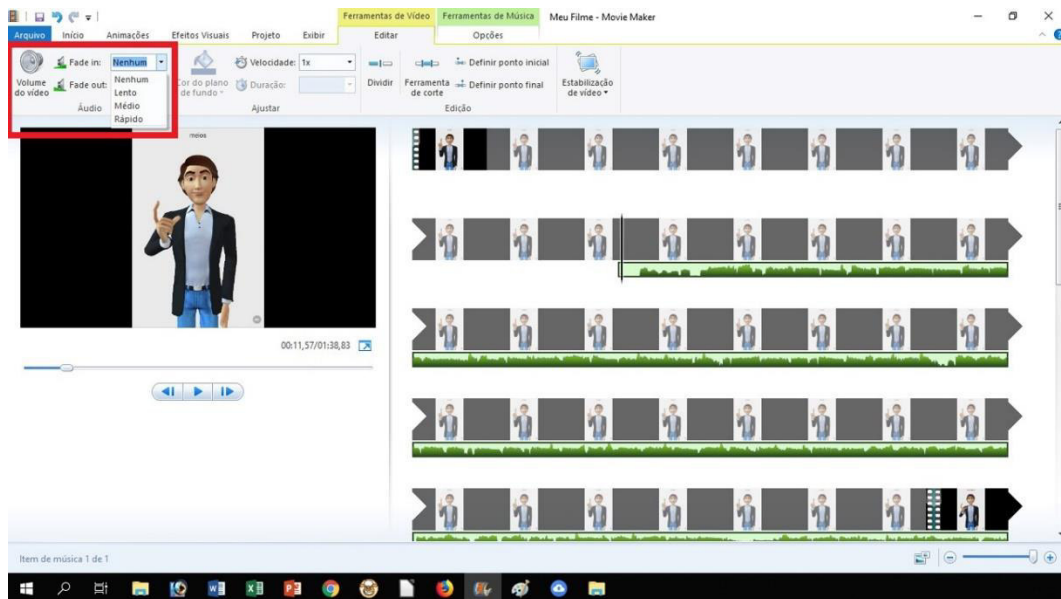 Ferramentas de Vídeo Ferramentas de Música Meu Filme - Movie Maker
Arquivo Início Animações Efeitos Visuais Projeto Exibir Editar Opções
Fade in: Nenhum
Nenhum
Lento
Médio
Rápido
Fade out:
Volume do vídeo
Áudio
Cor do plano de fundo
Velocidade: 1x
Duração:
Ajustar
Dividir
Ferramenta de corte
Definir ponto inicial
Definir ponto final
Edição
Estabilização de vídeo
meios
00:11,57/01:38,83
Item de música 1 de 1